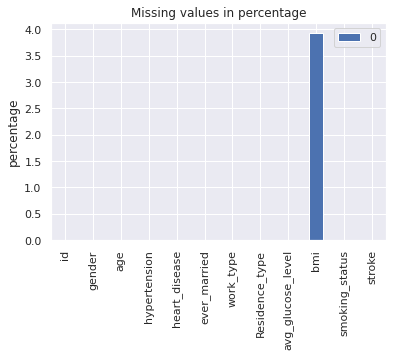 Missing values in percentage
0
percentage
4.0
3.5
3.0
2.5
2.0
1.5
1.0
0.5
0.0
id
gender
age
hypertension
heart_disease
ever_married
work_type
Residence_type
avg_glucose_level
bmi
smoking_status
stroke